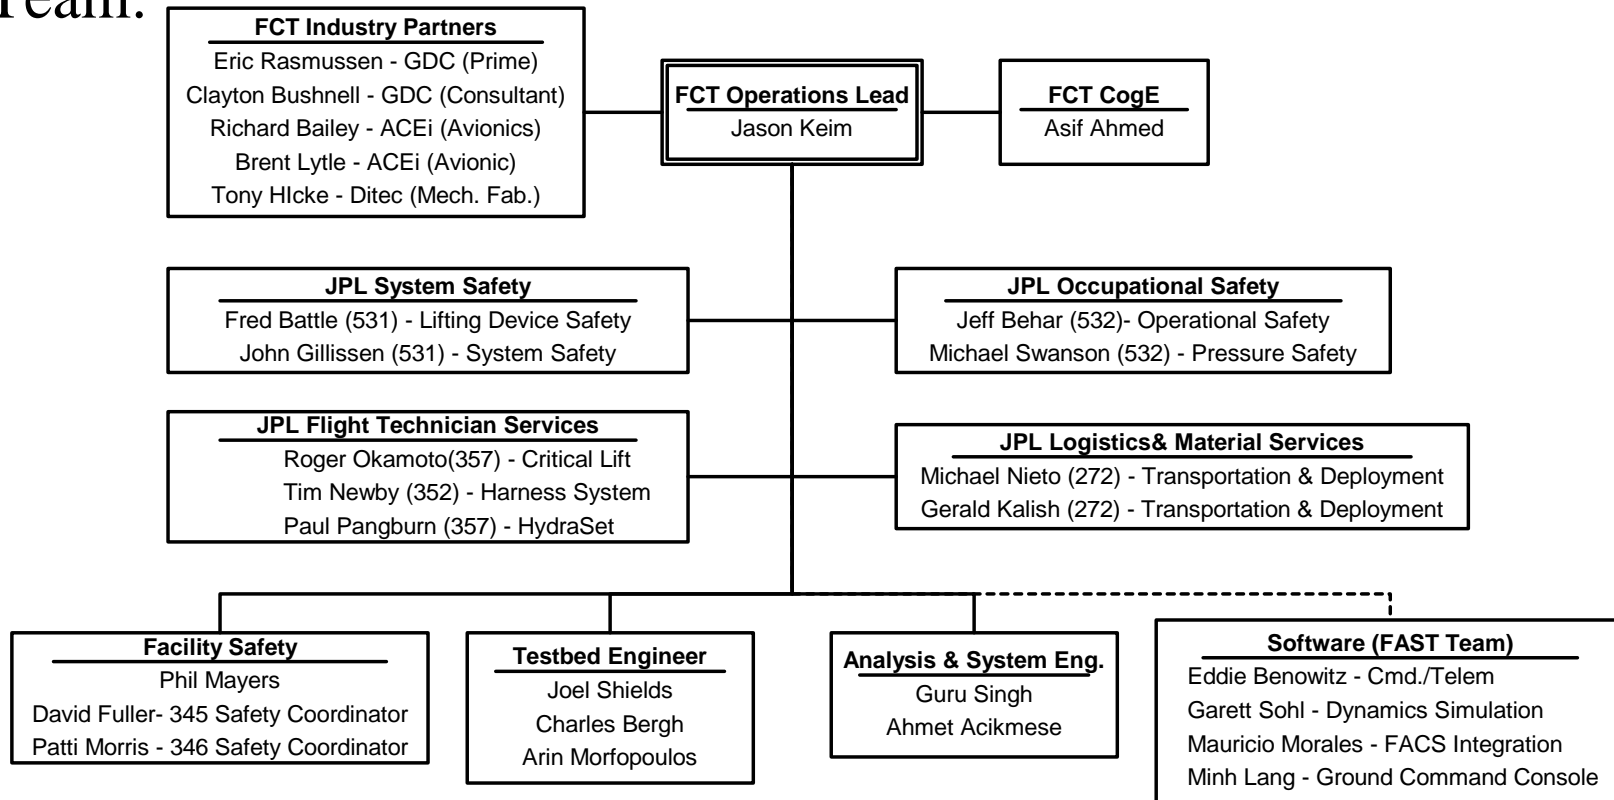 Team:
FCT Industry Partners
Eric Rasmussen - GDC (Prime)
Clayton Bushnell - GDC (Consultant)
Richard Bailey - ACEi (Avionics)
Brent Lytle - ACEi (Avionic)
Tony HIcke - Ditec (Mech. Fab.)
FCT Operations Lead
Jason Keim
FCT CogE
Asif Ahmed
JPL System Safety
Fred Battle (531) - Lifting Device Safety
John Gillissen (531) - System Safety
JPL Occupational Safety
Jeff Behar (532)- Operational Safety
Michael Swanson (532) - Pressure Safety
JPL Flight Technician Services
Roger Okamoto(357) - Critical Lift
Tim Newby (352) - Harness System
Paul Pangburn (357) - HydraSet
JPL Logistics& Material Services
Michael Nieto (272) - Transportation & Deployment
Gerald Kalish (272) - Transportation & Deployment
Facility Safety
Phil Mayers
David Fuller- 345 Safety Coordinator
Patti Morris - 346 Safety Coordinator
Testbed Engineer
Joel Shields
Charles Bergh
Arin Morfopoulos
Analysis & System Eng.
Guru Singh
Ahmet Acikmese
Software (FAST Team)
Eddie Benowitz - Cmd./Telem
Garett Sohl - Dynamics Simulation
Mauricio Morales - FACS Integration
Minh Lang - Ground Command Console